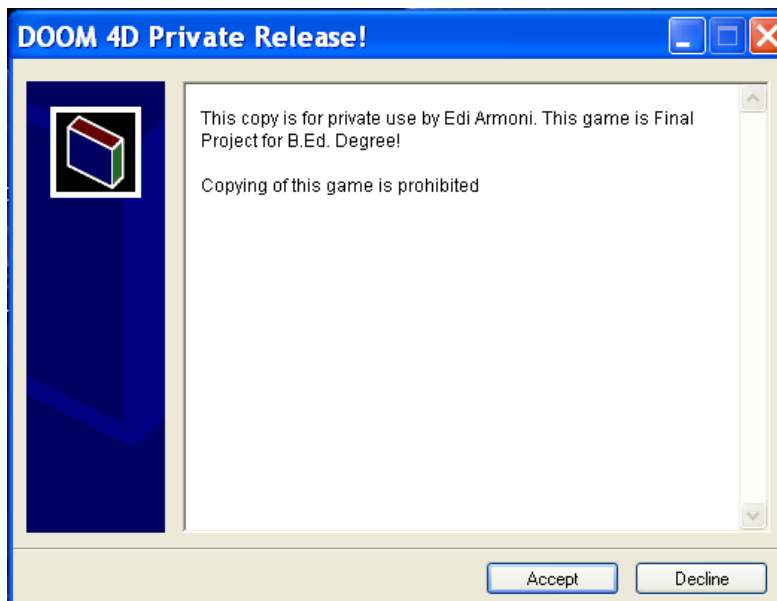 DOOM 4D Private Release!
This copy is for private use by Edi Armoni. This game is Final
Project for B.Ed. Degree!
Copying of this game is prohibited
Accept
Decline